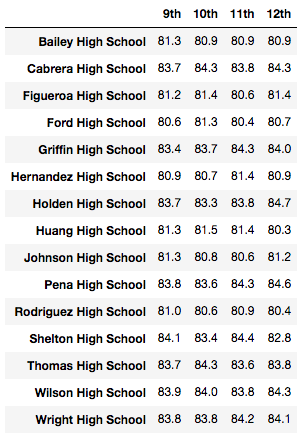 9th 10th 11th 12th
Bailey High School 81.3 80.9 80.9 80.9
Cabrera High School 83.7 84.3 83.8 84.3
Figueroa High School 81.2 81.4 80.6 81.4
Ford High School 80.6 81.3 80.4 80.7
Griffin High School 83.4 83.7 84.3 84.0
Hernandez High School 80.9 80.7 81.4 80.9
Holden High School 83.7 83.3 83.8 84.7
Huang High School 81.3 81.5 81.4 80.3
Johnson High School 81.3 80.8 80.6 81.2
Pena High School 83.8 83.6 84.3 84.6
Rodriguez High School 81.0 80.6 80.9 80.4
Shelton High School 84.1 83.4 84.4 82.8
Thomas High School 83.7 84.3 83.6 83.8
Wilson High School 83.9 84.0 83.8 84.3
Wright High School 83.8 83.8 84.2 84.1